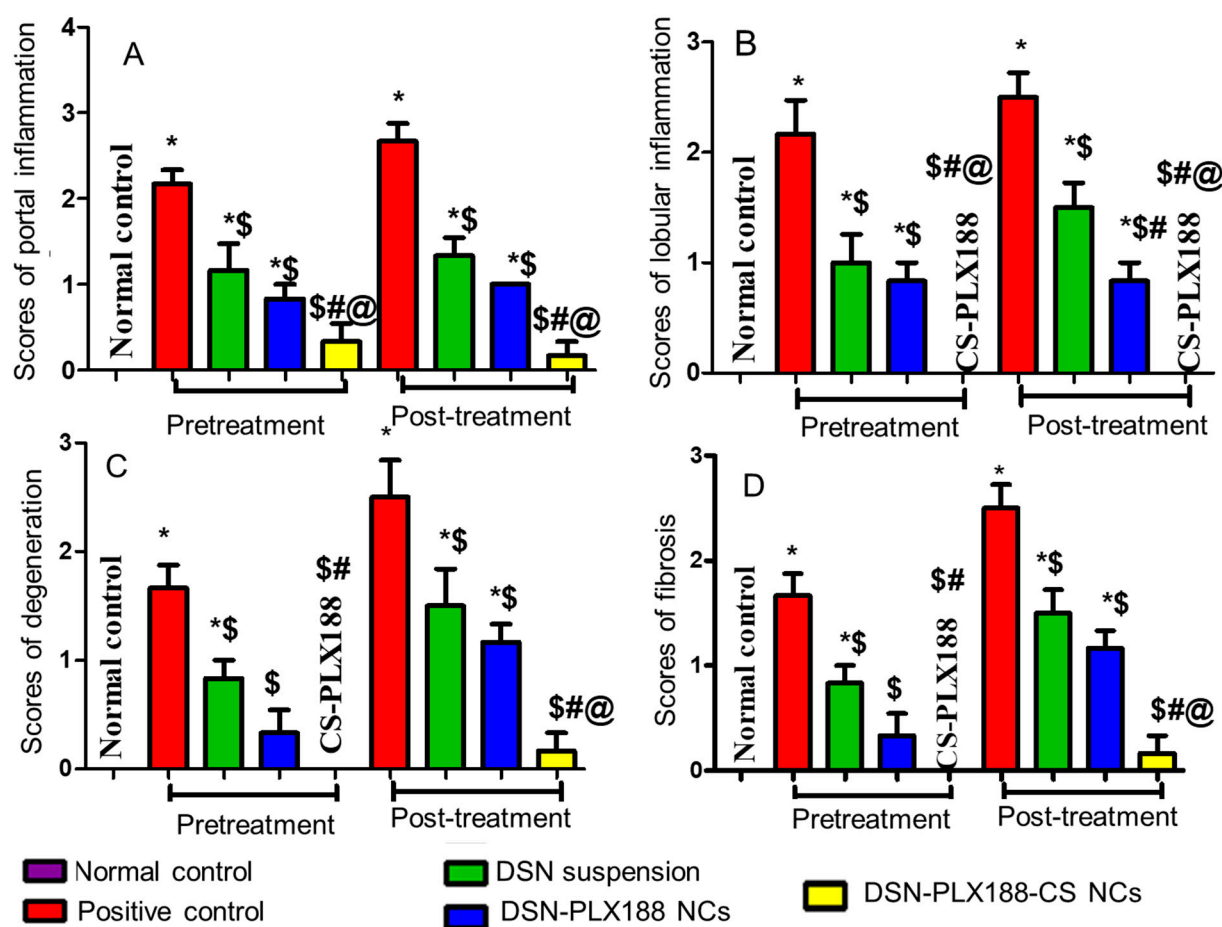 A
Scores of portal inflammation
4
3
2
1
0
Normal control
*
*$
*$
$#@
*
*$
*$
$#@
Pretreatment
Post-treatment
B
Scores of lobular inflammation
3
2
1
0
Normal control
*
*$
*$
$#@
CS-PLX188
*
*$
*$#
$#@
CS-PLX188
Pretreatment
Post-treatment
C
Scores of degeneration
3
2
1
0
Normal control
*
*$
$
$#
CS-PLX188
*
*$
*$
$#@
Pretreatment
Post-treatment
D
Scores of fibrosis
3
2
1
0
Normal control
*
*$
$
$#
CS-PLX188
*
*$
*$
$#@
Pretreatment
Post-treatment
Normal control
Positive control
DSN suspension
DSN-PLX188 NCs
DSN-PLX188-CS NCs